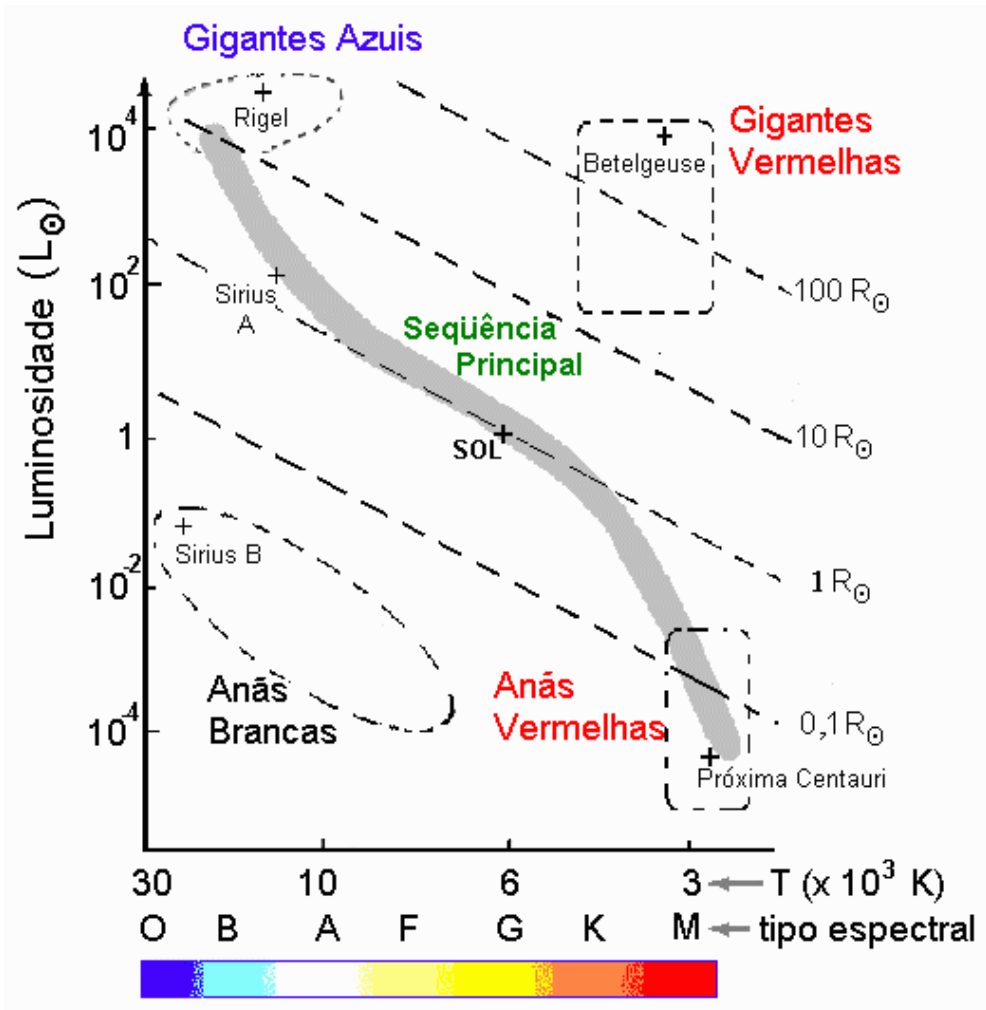 Gigantes Azuis
Rigel
Betelgeuse
Gigantes
Vermelhas
10⁴
10²
1
10⁻²
10⁻⁴
Luminosidade (L☉)
Sirius
A
Seqüência
Principal
SOL
100 R☉
10 R☉
1 R☉
0,1 R☉
Sirius B
Anãs
Brancas
Anãs
Vermelhas
Próxima Centauri
30 10 6 3 ← T (x 10³ K)
O B A F G K M ← tipo espectral